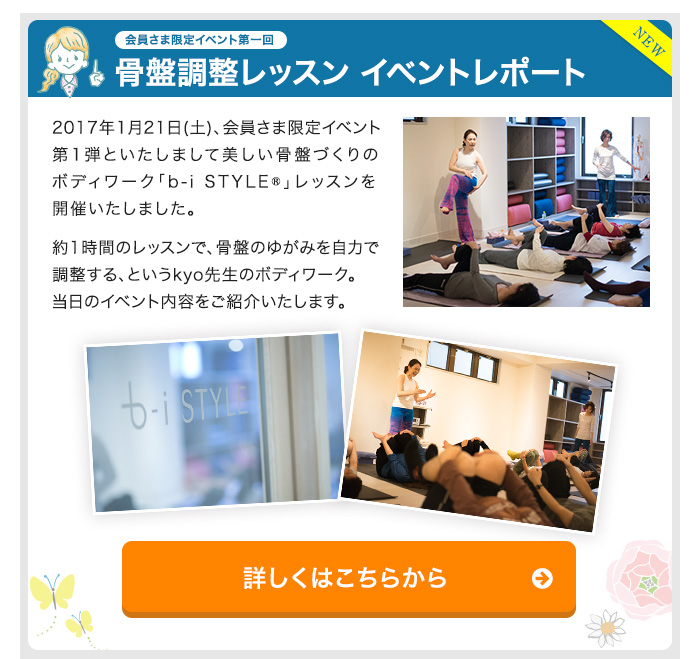 会員さま限定イベント第一回
NEW
骨盤調整レッスン イベントレポート
2017年1月21日(土)、会員さま限定イベント
第1弾といたしまして美しい骨盤づくりの
ボディワーク「b-i STYLE®」レッスンを
開催いたしました。
約1時間のレッスンで、骨盤のゆがみを自力で
調整する、というkyo先生のボディワーク。
当日のイベント内容をご紹介いたします。
b-i STYLE
詳しくはこちらから